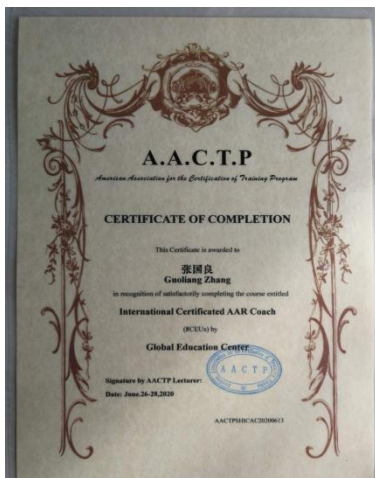 A.A.C.T.P
American Association for the Certification of Training Program
CERTIFICATE OF COMPLETION
This Certificate is awarded to
张国良
Guoliang Zhang
in recognition of satisfactorily completing the course entitled
International Certificated AAR Coach
(8CEUs) by
Global Education Center
AACTP
Signature by AACTP Lecturer:
Date: June.26-28,2020